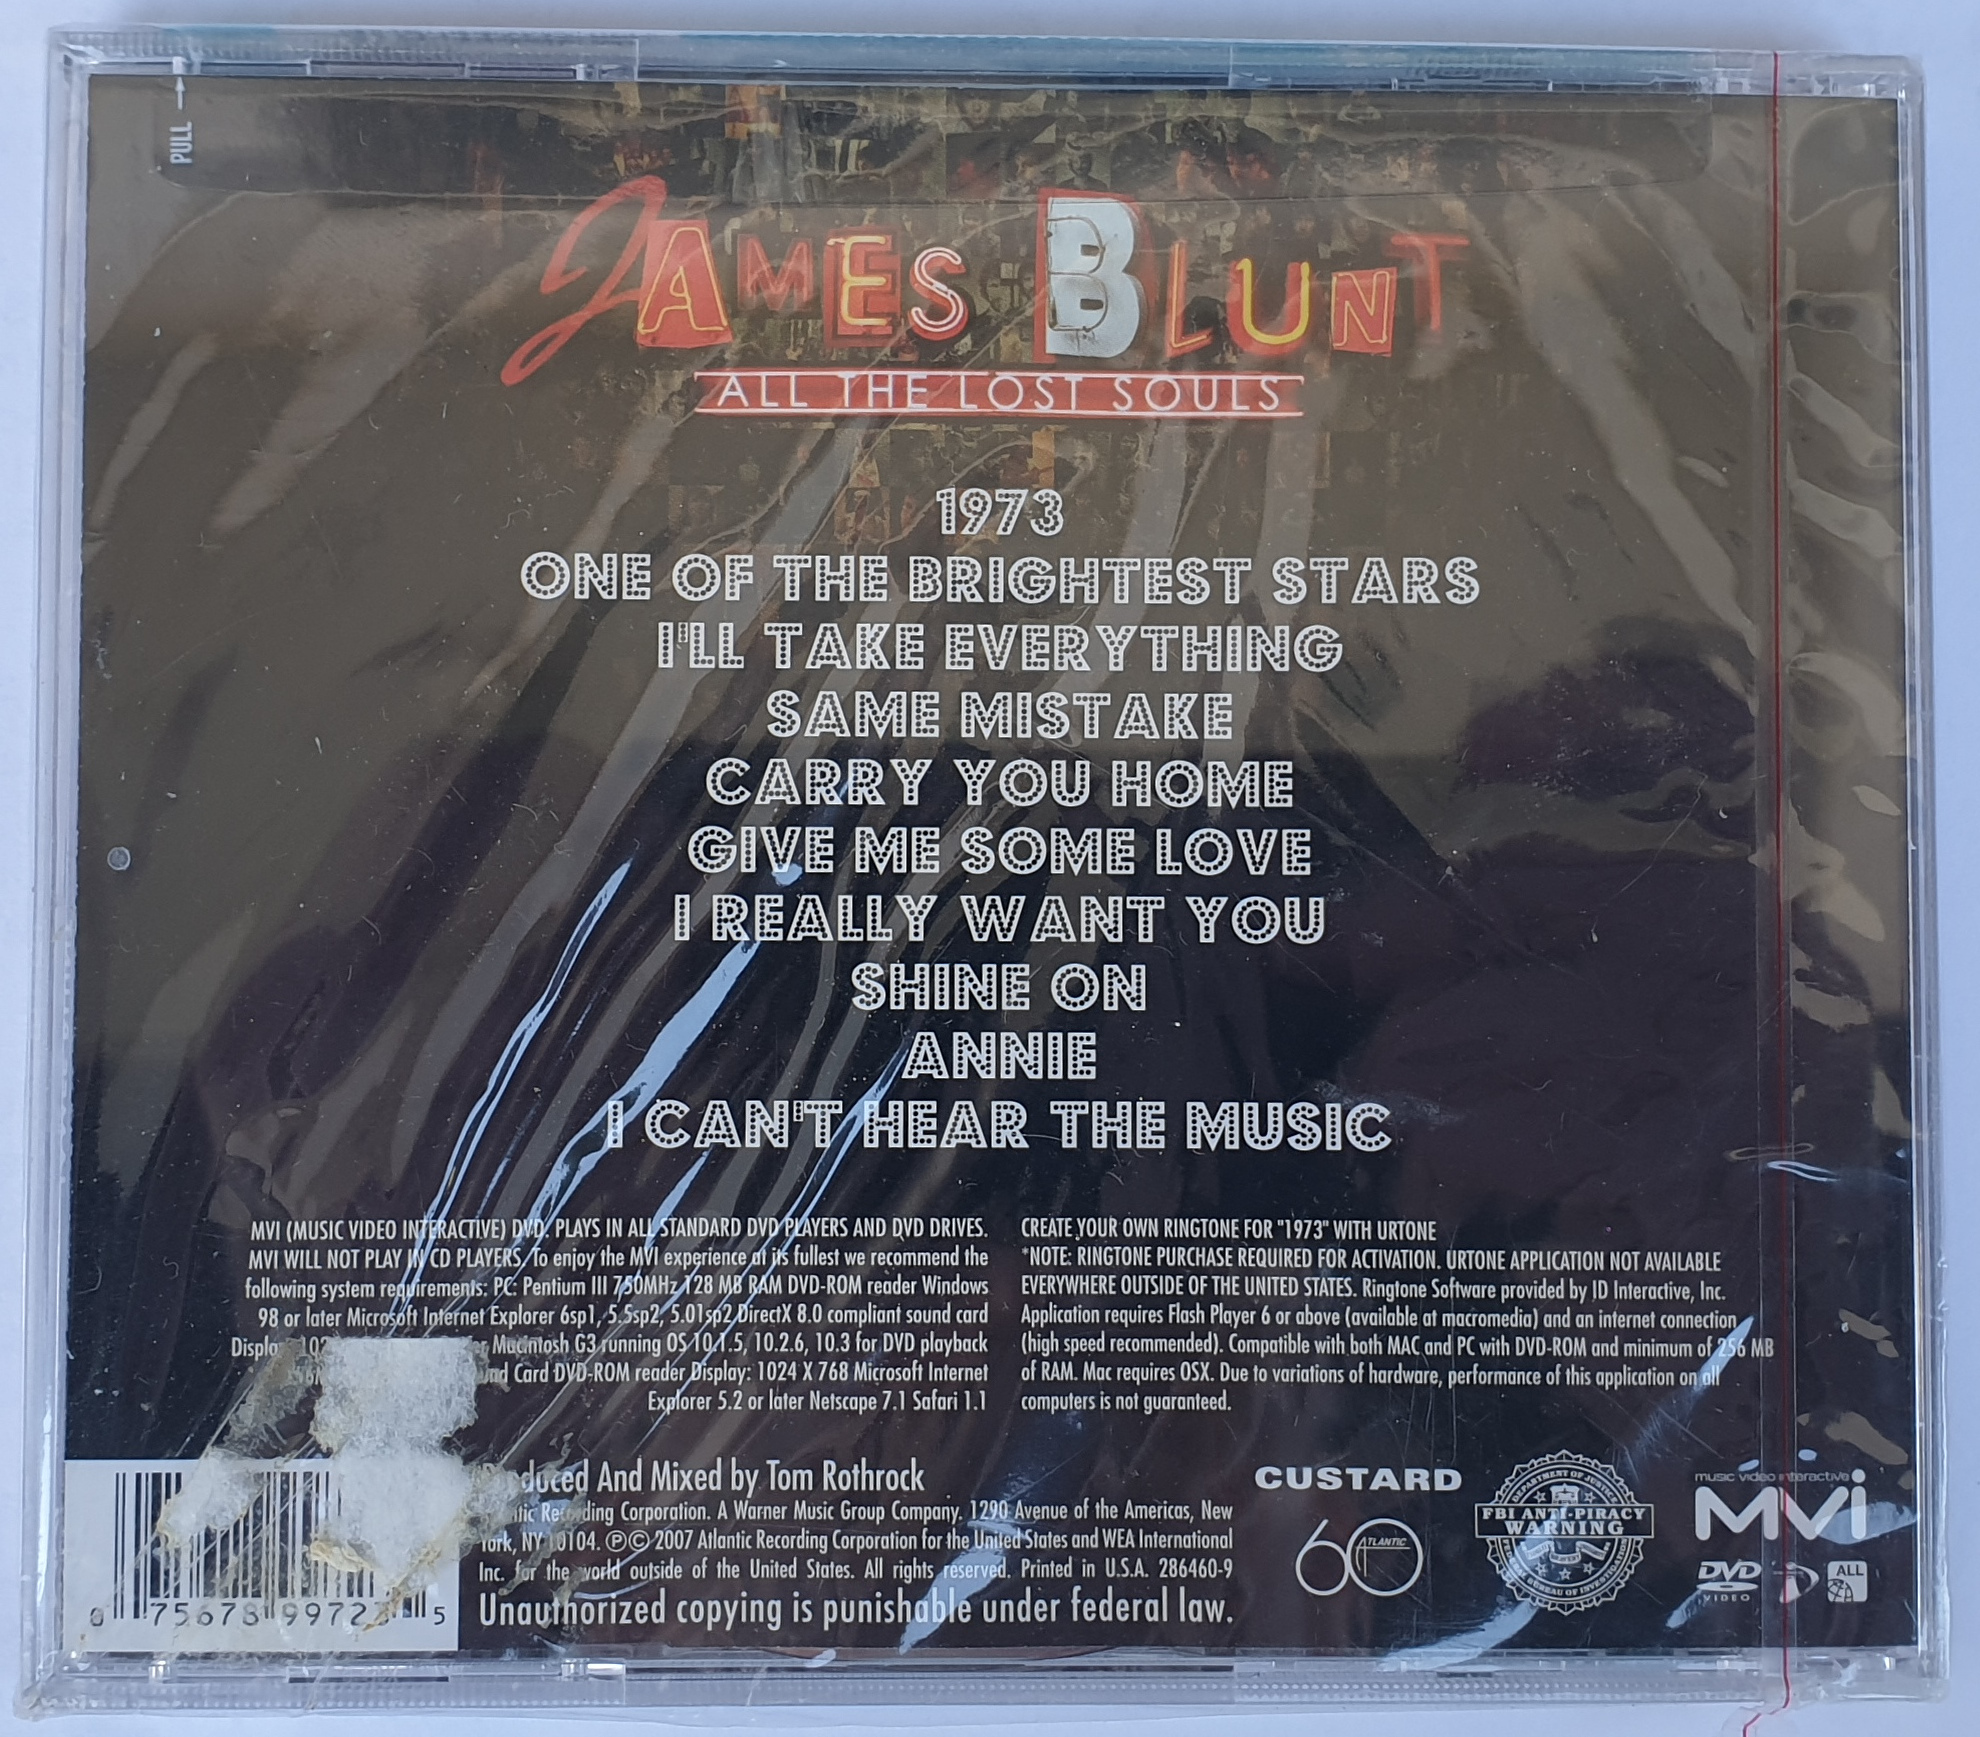 PULL
JAMES BLUNT
ALL THE LOST SOULS
1973
ONE OF THE BRIGHTEST STARS
I'LL TAKE EVERYTHING
SAME MISTAKE
CARRY YOU HOME
GIVE ME SOME LOVE
I REALLY WANT YOU
SHINE ON
ANNIE
I CAN'T HEAR THE MUSIC
MVI (MUSIC VIDEO INTERACTIVE) DVD. PLAYS IN ALL STANDARD DVD PLAYERS AND DVD DRIVES.
MVI WILL NOT PLAY IN CD PLAYERS. To enjoy the MVI experience at its fullest we recommend the
following system requirements: PC: Pentium III 750MHz 128 MB RAM DVD-ROM reader Windows
98 or later Microsoft Internet Explorer 6sp1, 5.5sp2, 5.01sp2 DirectX 8.0 compliant sound card
Macintosh G3 running OS 10.1.5, 10.2.6, 10.3 for DVD playback
Card DVD-ROM reader Display: 1024 X 768 Microsoft Internet
Explorer 5.2 or later Netscape 7.1 Safari 1.1
CREATE YOUR OWN RINGTONE FOR "1973" WITH URTONE
*NOTE: RINGTONE PURCHASE REQUIRED FOR ACTIVATION. URTONE APPLICATION NOT AVAILABLE
EVERYWHERE OUTSIDE OF THE UNITED STATES. Ringtone Software provided by ID Interactive, Inc.
Application requires Flash Player 6 or above (available at macromedia) and an internet connection
(high speed recommended). Compatible with both MAC and PC with DVD-ROM and minimum of 256 MB
of RAM. Mac requires OSX. Due to variations of hardware, performance of this application on all
computers is not guaranteed.
Produced And Mixed by Tom Rothrock
Recording Corporation. A Warner Music Group Company. 1290 Avenue of the Americas, New
York, NY 10104. ℗© 2007 Atlantic Recording Corporation for the United States and WEA International
Inc. for the world outside of the United States. All rights reserved. Printed in U.S.A. 286460-9
Unauthorized copying is punishable under federal law.
0 75678 99723 5
CUSTARD
60 ATLANTIC
DEPARTMENT OF JUSTICE
FBI ANTI-PIRACY
WARNING
FEDERAL BUREAU OF INVESTIGATION
music video interactive
MVi
DVD
VIDEO
ALL